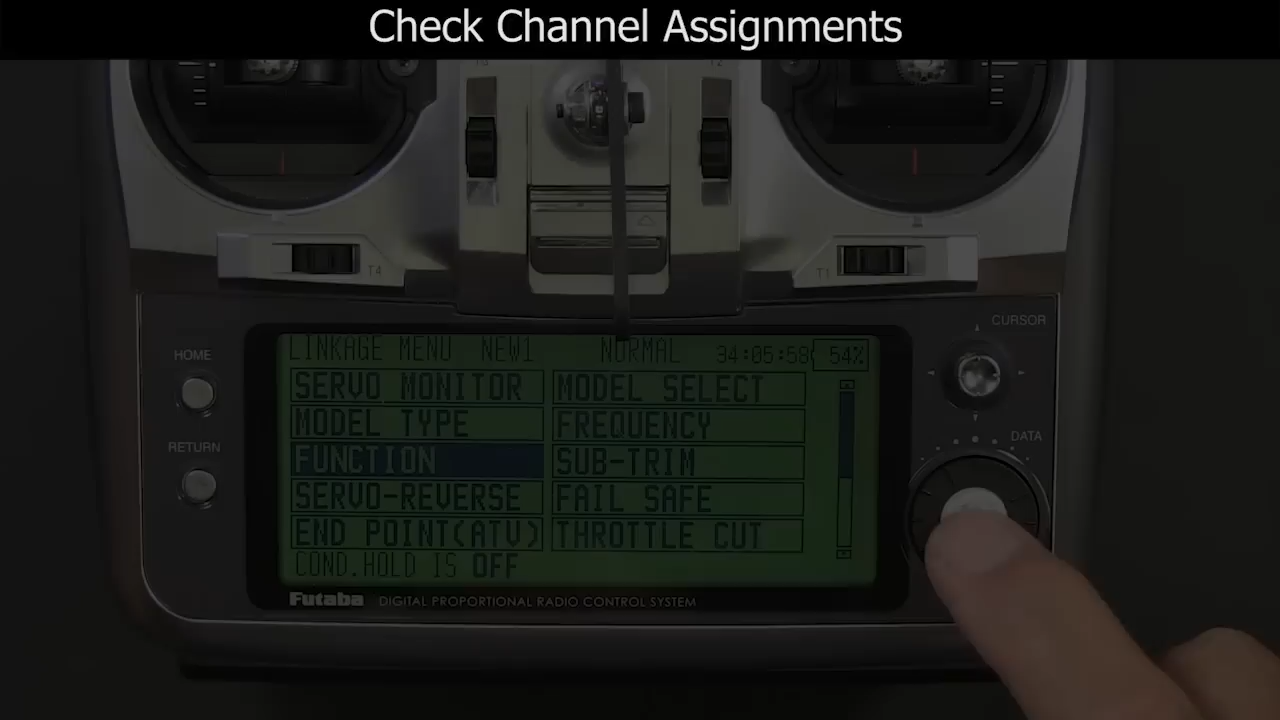 Check Channel Assignments
T4
T1
CURSOR
HOME
LINKAGE MENU NEW1 NORMAL 34:05:58 54%
SERVO MONITOR MODEL SELECT
MODEL TYPE FREQUENCY
DATA
RETURN
FUNCTION SUB-TRIM
SERVO-REVERSE FAIL SAFE
END POINT(ATV) THROTTLE CUT
COND.HOLD IS OFF
Futaba DIGITAL PROPORTIONAL RADIO CONTROL SYSTEM